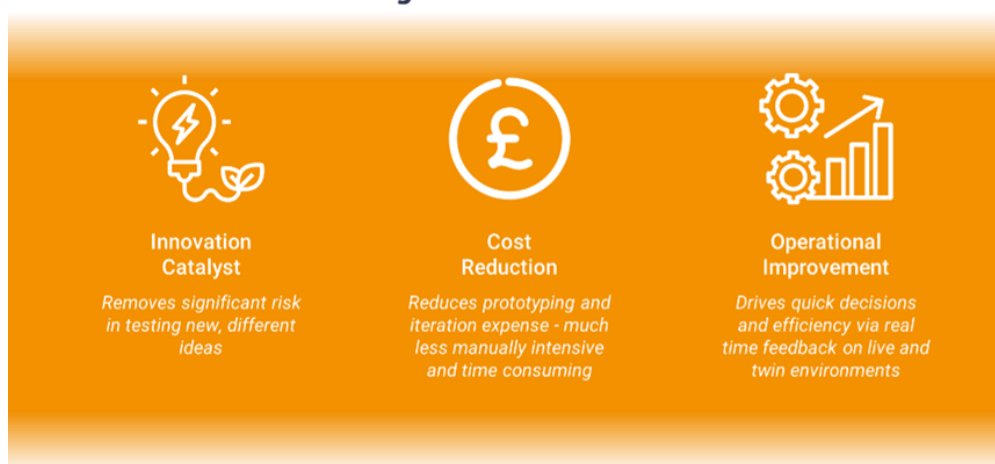 Innovation
Catalyst
Removes significant risk
in testing new, different
ideas
£
Cost
Reduction
Reduces prototyping and
iteration expense - much
less manually intensive
and time consuming
Operational
Improvement
Drives quick decisions
and efficiency via real
time feedback on live and
twin environments